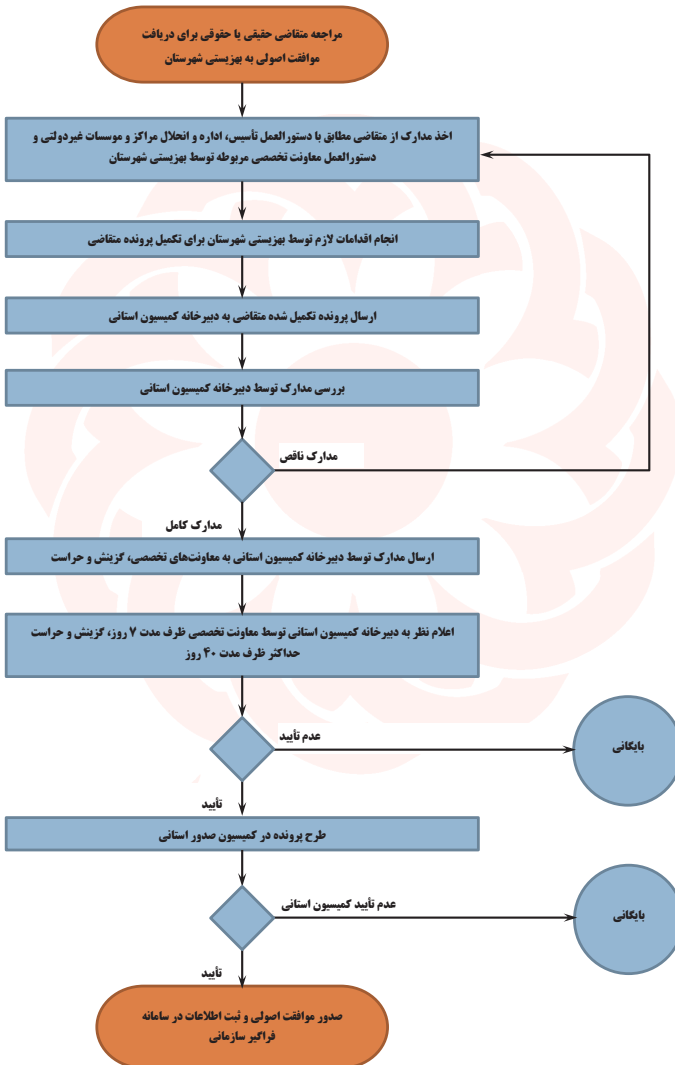 مراجعه متقاضی حقیقی یا حقوقی برای دریافت
موافقت اصولی به بهزیستی شهرستان
اخذ مدارک از متقاضی مطابق با دستورالعمل تأسیس، اداره و انحلال مراکز و موسسات غیردولتی و
دستورالعمل معاونت تخصصی مربوطه توسط بهزیستی شهرستان
انجام اقدامات لازم توسط بهزیستی شهرستان برای تکمیل پرونده متقاضی
ارسال پرونده تکمیل شده متقاضی به دبیرخانه کمیسیون استانی
بررسی مدارک توسط دبیرخانه کمیسیون استانی
مدارک ناقص
مدارک کامل
ارسال مدارک توسط دبیرخانه کمیسیون استانی به معاونت‌های تخصصی، گزینش و حراست
اعلام نظر به دبیرخانه کمیسیون استانی توسط معاونت تخصصی ظرف مدت ۷ روز، گزینش و حراست
حداکثر ظرف مدت ۴۰ روز
عدم تأیید
بایگانی
تأیید
طرح پرونده در کمیسیون صدور استانی
عدم تأیید کمیسیون استانی
بایگانی
تأیید
صدور موافقت اصولی و ثبت اطلاعات در سامانه
فراگیر سازمانی